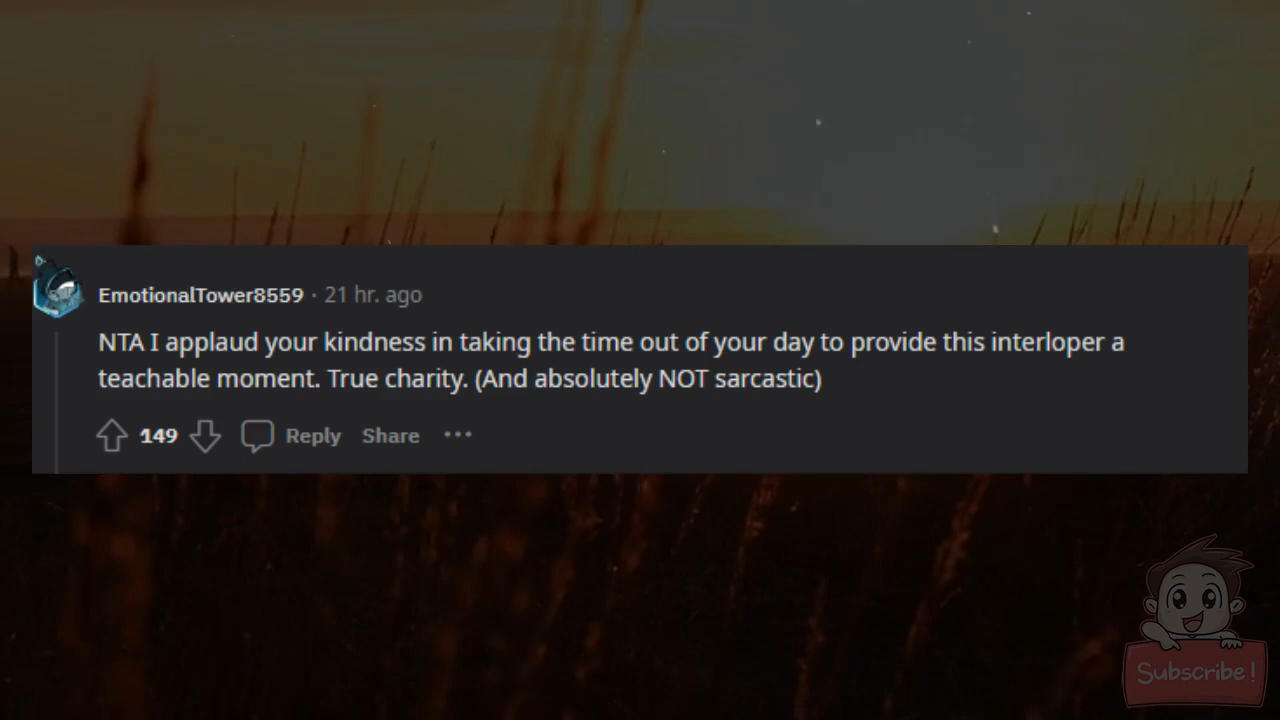 EmotionalTower8559 · 21 hr. ago
NTA I applaud your kindness in taking the time out of your day to provide this interloper a
teachable moment. True charity. (And absolutely NOT sarcastic)
149 Reply Share ···
Subscribe!